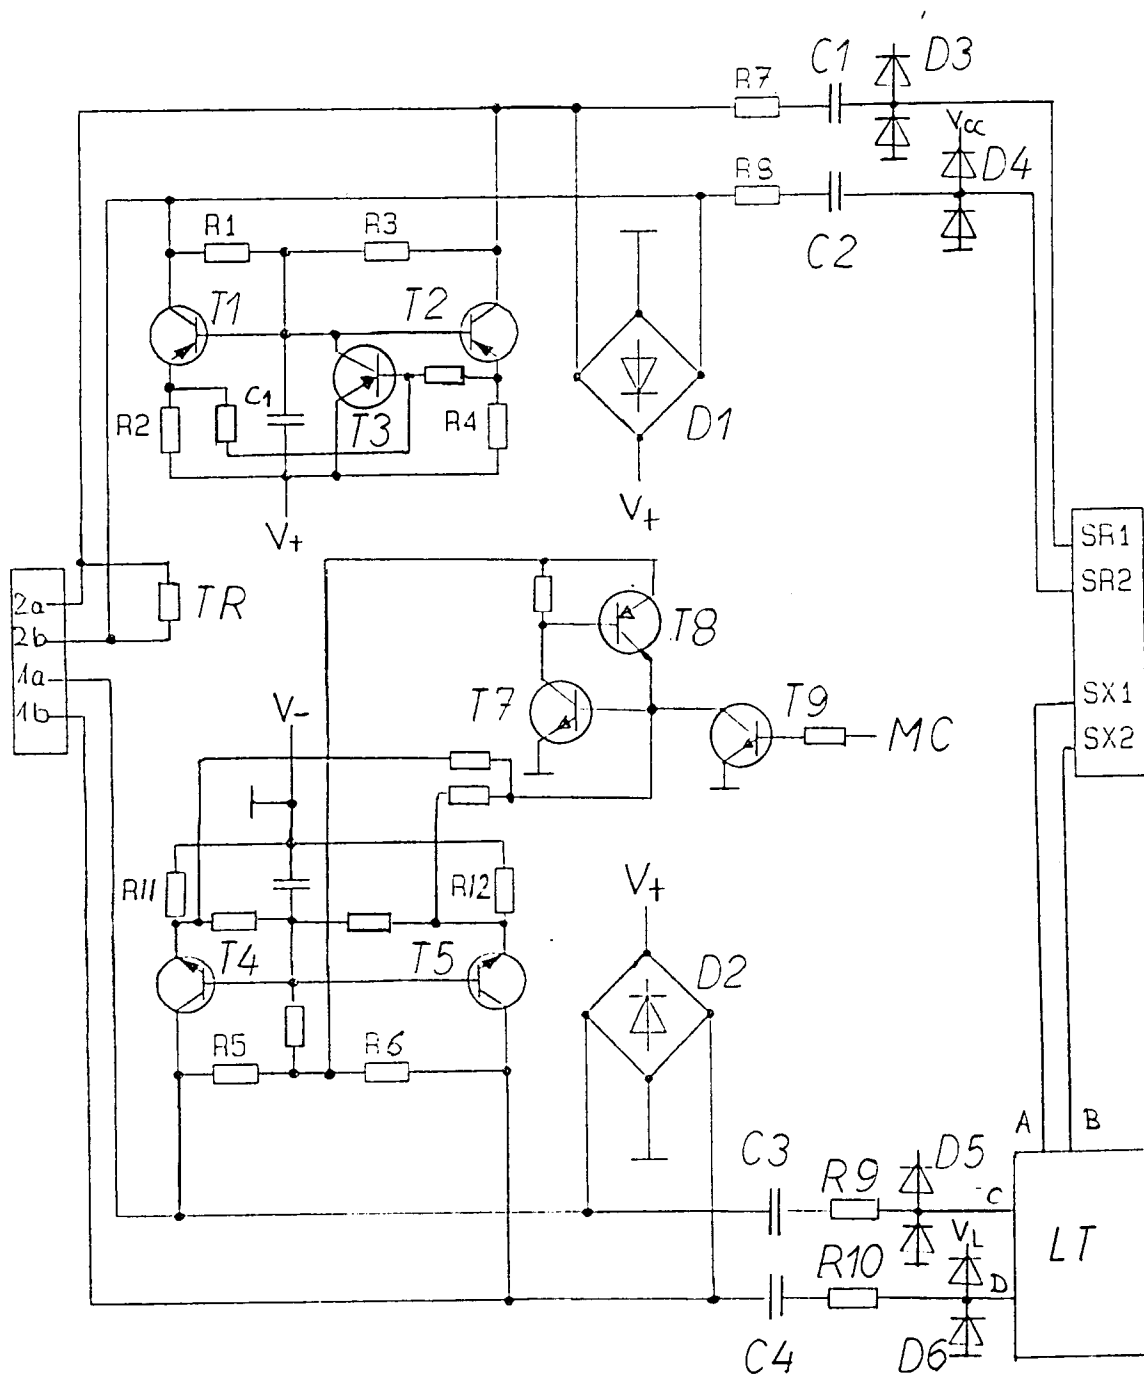 C1
D3
R7
VCC
D4
R8
C2
R1
R3
T1
T2
C1
R2
T3
R4
D1
V+
V+
SR1
SR2
2a
TR
2b
T8
1a
1b
V-
T7
T9
MC
SX1
SX2
R11
R12
V+
T4
T5
D2
R5
R6
A
B
C3
R9
D5
C
R10
VL
D
LT
C4
D6